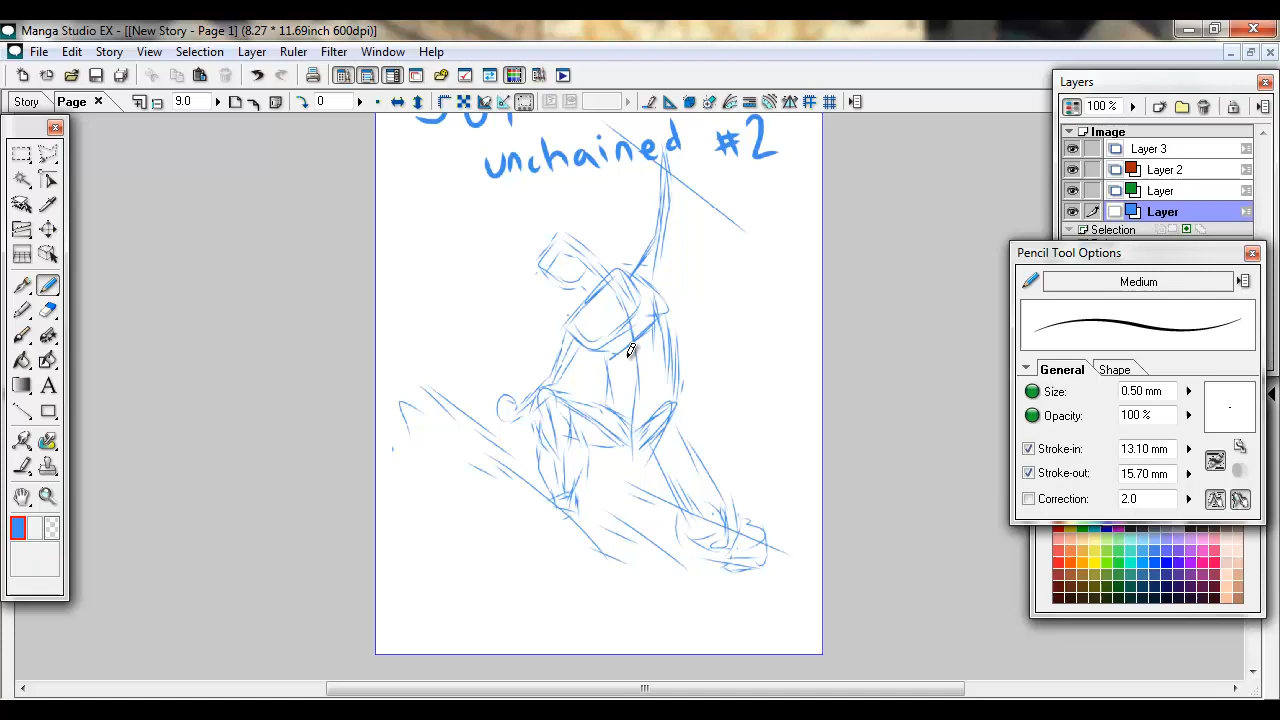 Manga Studio EX - [[New Story - Page 1] (8.27 * 11.69inch 600dpi)]
File Edit Story View Selection Layer Ruler Filter Window Help
Story Page 9.0 0
unchained #2
Layers
100 %
Image
Layer 3
Layer 2
Layer
Layer
Selection
Pencil Tool Options
Medium
General Shape
Size: 0.50 mm
Opacity: 100 %
Stroke-in: 13.10 mm
Stroke-out: 15.70 mm
Correction: 2.0
A